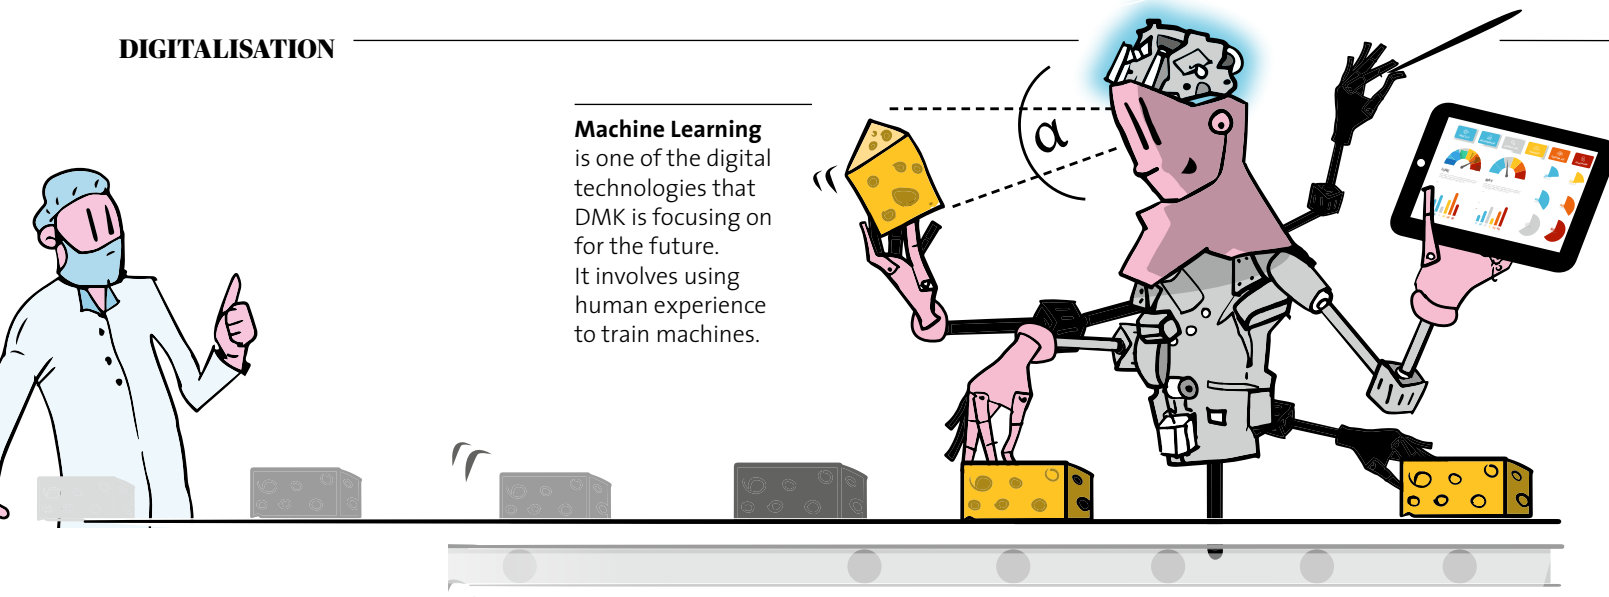 DIGITALISATION
Machine Learning
is one of the digital
technologies that
DMK is focusing on
for the future.
It involves using
human experience
to train machines.
α